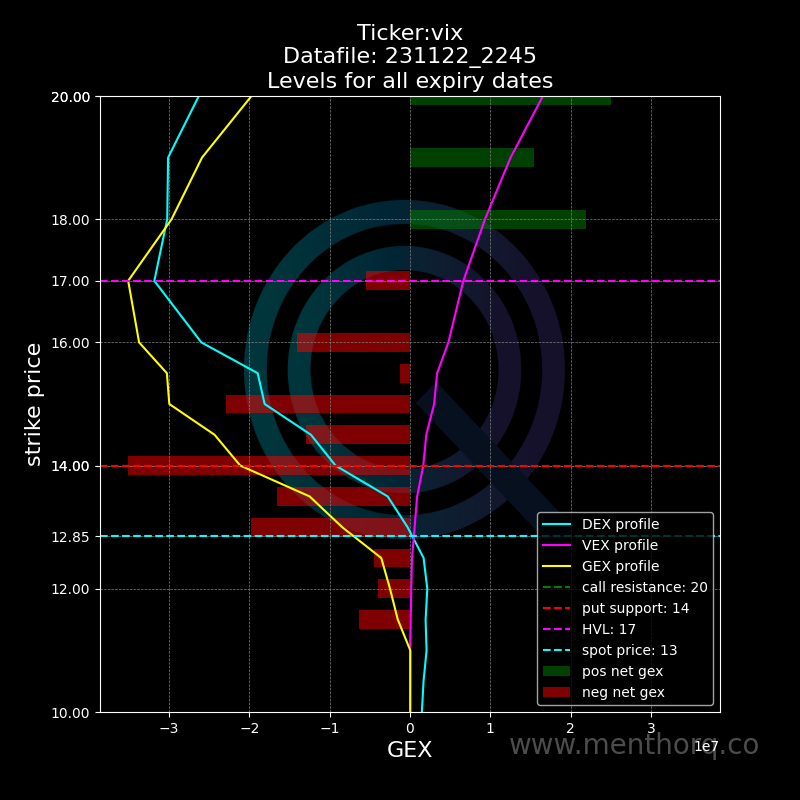 Ticker:vix
Datafile: 231122_2245
Levels for all expiry dates
20.00
18.00
17.00
16.00
14.00
12.85
12.00
10.00
strike price
DEX profile
VEX profile
GEX profile
call resistance: 20
put support: 14
HVL: 17
spot price: 13
pos net gex
neg net gex
−3 −2 −1 0 1 2 3
GEX
1e7
www.menthorq.co